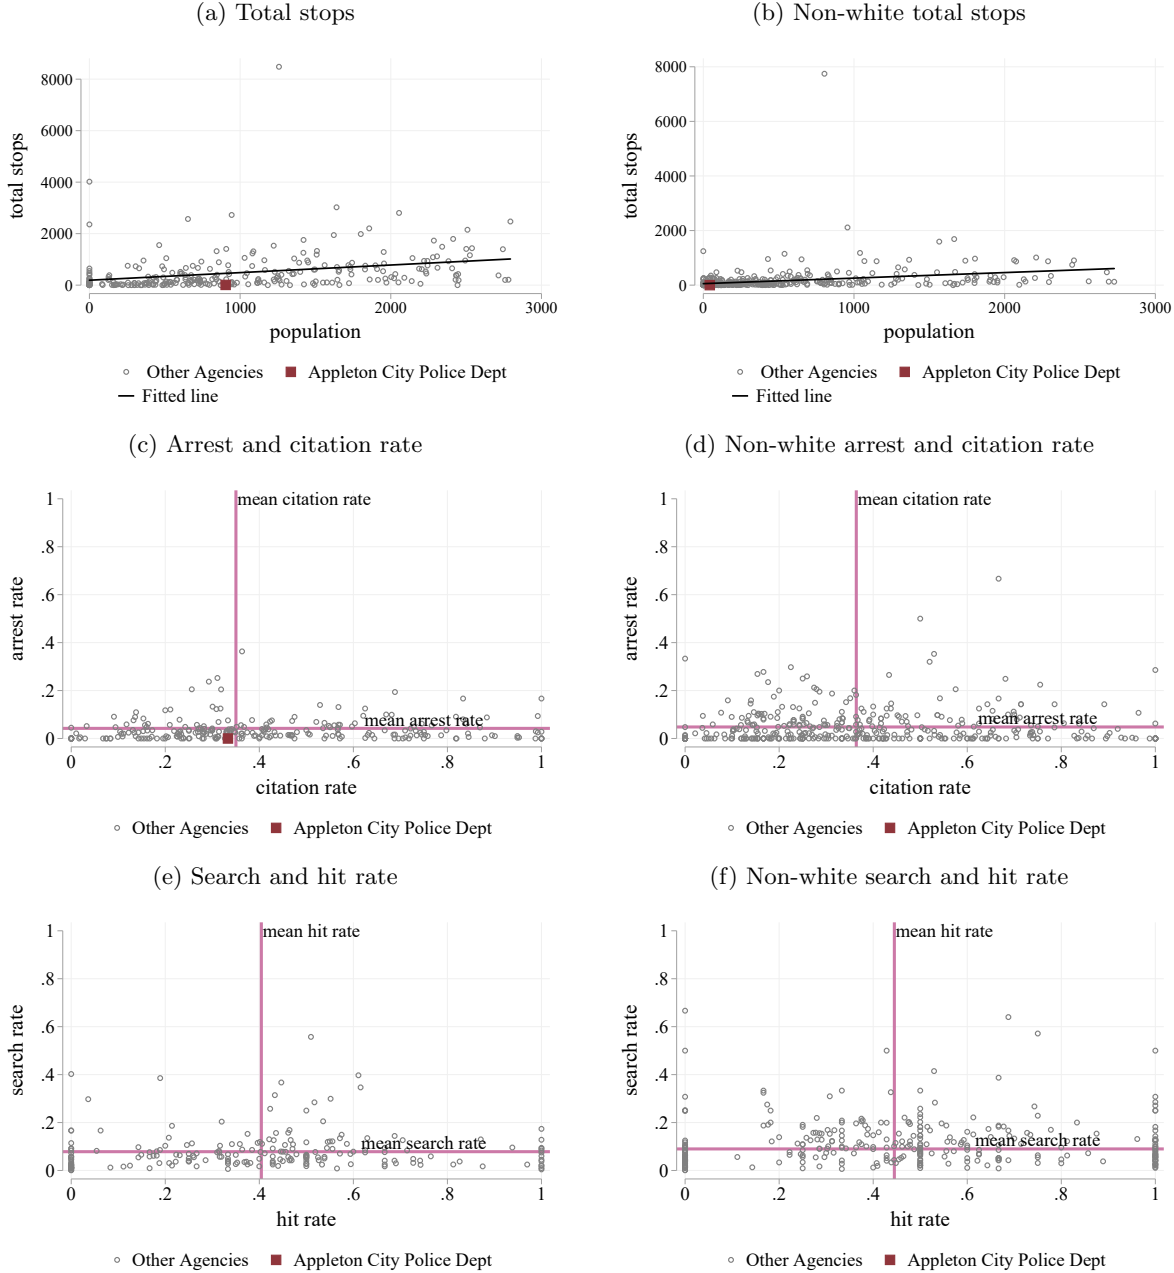 (a) Total stops
(b) Non-white total stops
8000
6000
4000
2000
0
total stops
0 1000 2000 3000
population
Other Agencies Appleton City Police Dept
Fitted line
8000
6000
4000
2000
0
total stops
0 1000 2000 3000
population
Other Agencies Appleton City Police Dept
Fitted line
(c) Arrest and citation rate
(d) Non-white arrest and citation rate
1
.8
.6
.4
.2
0
arrest rate
mean citation rate
mean arrest rate
0 .2 .4 .6 .8 1
citation rate
Other Agencies Appleton City Police Dept
1
.8
.6
.4
.2
0
arrest rate
mean citation rate
mean arrest rate
0 .2 .4 .6 .8 1
citation rate
Other Agencies Appleton City Police Dept
(e) Search and hit rate
(f) Non-white search and hit rate
1
.8
.6
.4
.2
0
search rate
mean hit rate
mean search rate
0 .2 .4 .6 .8 1
hit rate
Other Agencies Appleton City Police Dept
1
.8
.6
.4
.2
0
search rate
mean hit rate
mean search rate
0 .2 .4 .6 .8 1
hit rate
Other Agencies Appleton City Police Dept